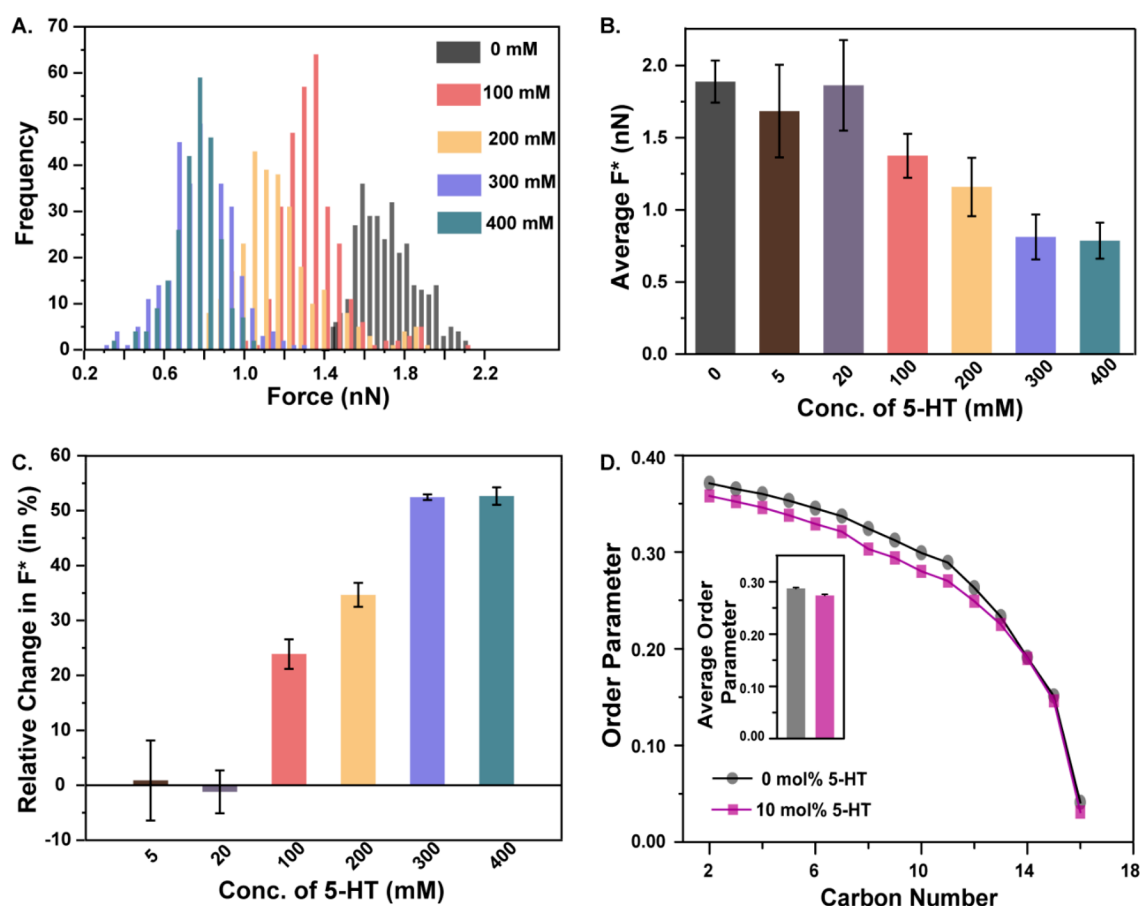 A.
70
60
50
40
30
20
10
0
Frequency
0.2 0.6 1.0 1.4 1.8 2.2
Force (nN)
0 mM
100 mM
200 mM
300 mM
400 mM
B.
2.0
1.5
1.0
0.5
0.0
Average F* (nN)
0 5 20 100 200 300 400
Conc. of 5-HT (mM)
C.
60
50
40
30
20
10
0
-10
Relative Change in F* (in %)
5 20 100 200 300 400
Conc. of 5-HT (mM)
D.
0.40
0.30
0.20
0.10
0.00
Order Parameter
0.30
0.20
0.10
0.00
Average Order
Parameter
0 mol% 5-HT
10 mol% 5-HT
2 6 10 14 18
Carbon Number